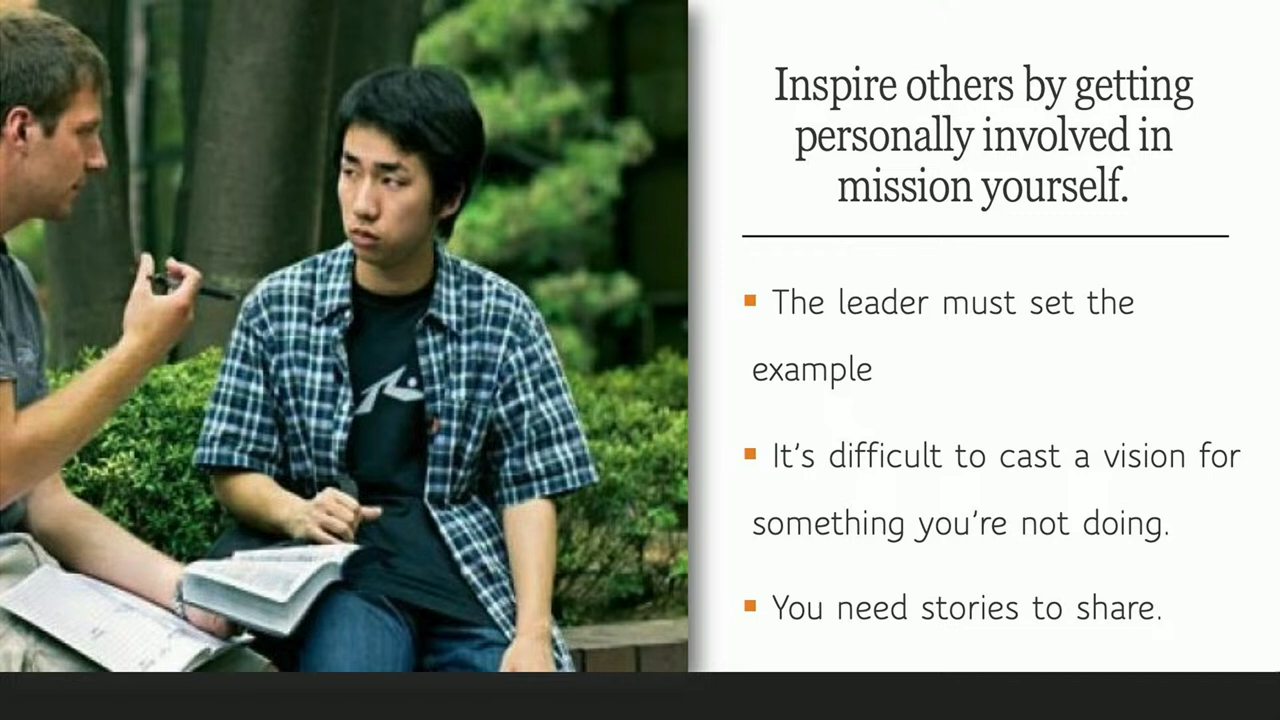 Inspire others by getting
personally involved in
mission yourself.
▪ The leader must set the
example
▪ It's difficult to cast a vision for
something you're not doing.
▪ You need stories to share.